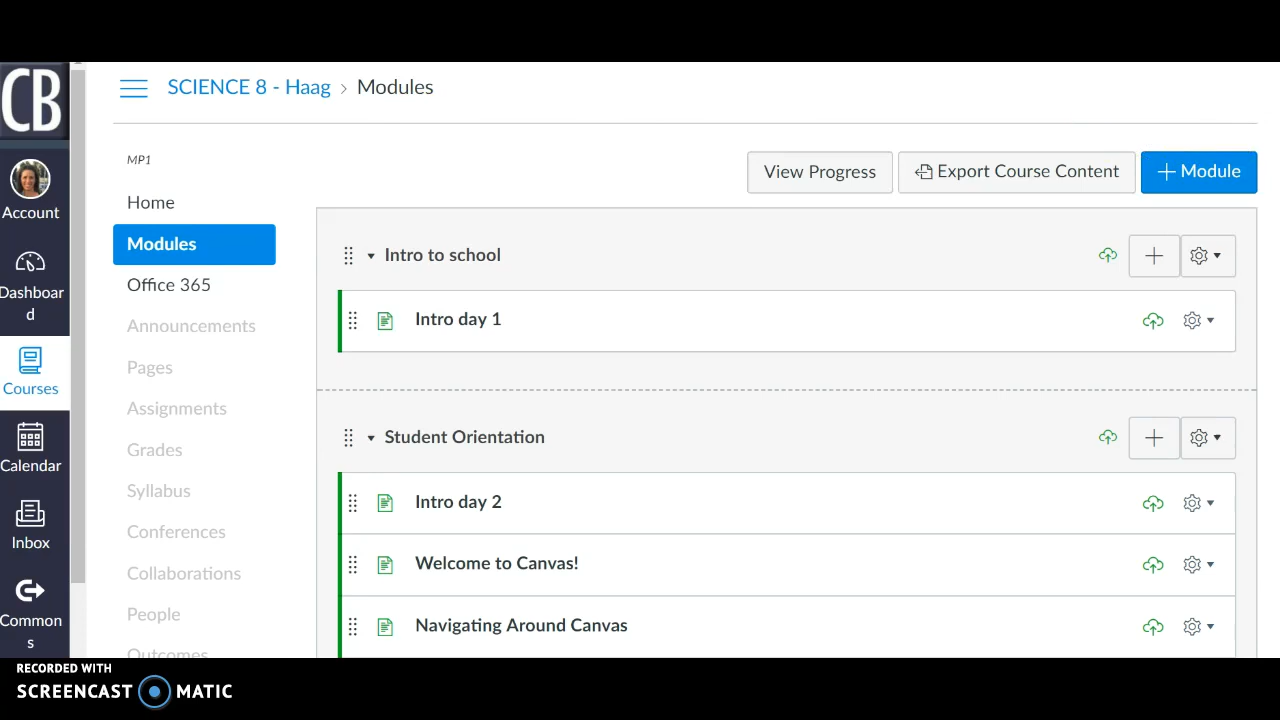 CB
SCIENCE 8 - Haag > Modules
MP1
View Progress
Export Course Content
+ Module
Account
Dashboar
d
Courses
Calendar
Inbox
Common
s
Home
Modules
Office 365
Announcements
Pages
Assignments
Grades
Syllabus
Conferences
Collaborations
People
Outcomes
Intro to school
Intro day 1
Student Orientation
Intro day 2
Welcome to Canvas!
Navigating Around Canvas
RECORDED WITH
SCREENCAST MATIC